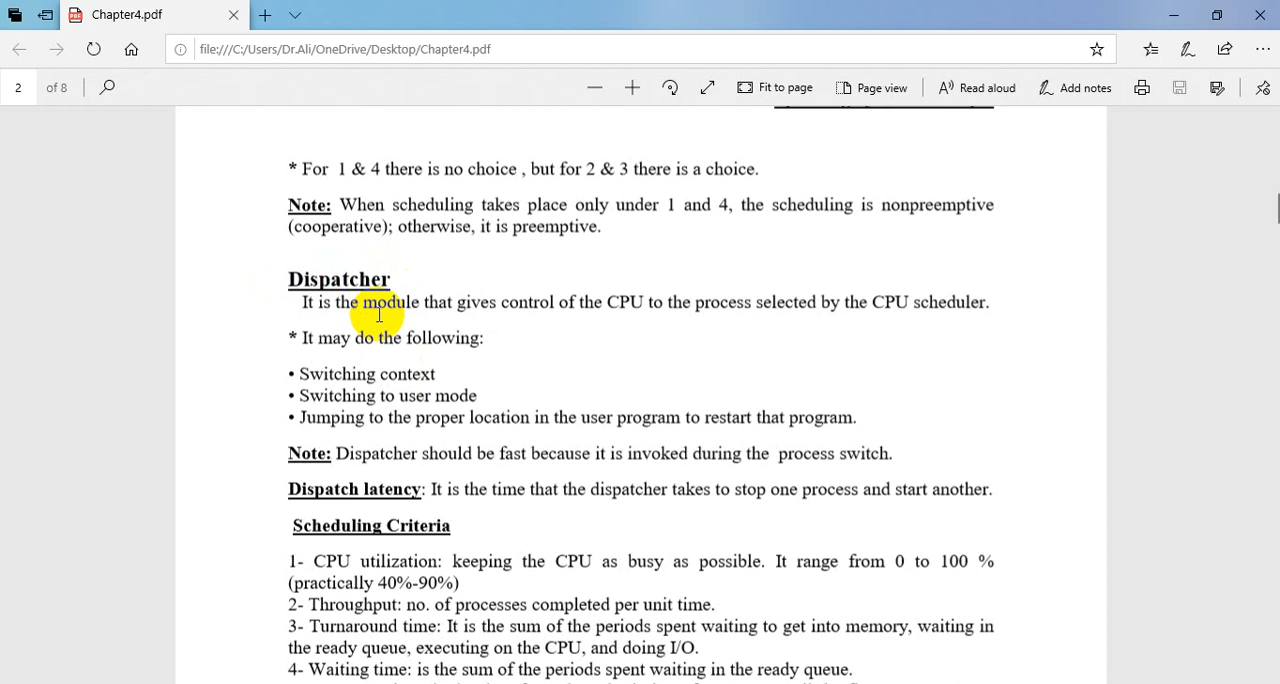 Chapter4.pdf
file:///C:/Users/Dr.Ali/OneDrive/Desktop/Chapter4.pdf
2 of 8 Fit to page Page view Read aloud Add notes
* For 1 & 4 there is no choice , but for 2 & 3 there is a choice.
Note: When scheduling takes place only under 1 and 4, the scheduling is nonpreemptive
(cooperative); otherwise, it is preemptive.
Dispatcher
It is the module that gives control of the CPU to the process selected by the CPU scheduler.
* It may do the following:
• Switching context
• Switching to user mode
• Jumping to the proper location in the user program to restart that program.
Note: Dispatcher should be fast because it is invoked during the process switch.
Dispatch latency: It is the time that the dispatcher takes to stop one process and start another.
Scheduling Criteria
1- CPU utilization: keeping the CPU as busy as possible. It range from 0 to 100 %
(practically 40%-90%)
2- Throughput: no. of processes completed per unit time.
3- Turnaround time: It is the sum of the periods spent waiting to get into memory, waiting in
the ready queue, executing on the CPU, and doing I/O.
4- Waiting time: is the sum of the periods spent waiting in the ready queue.